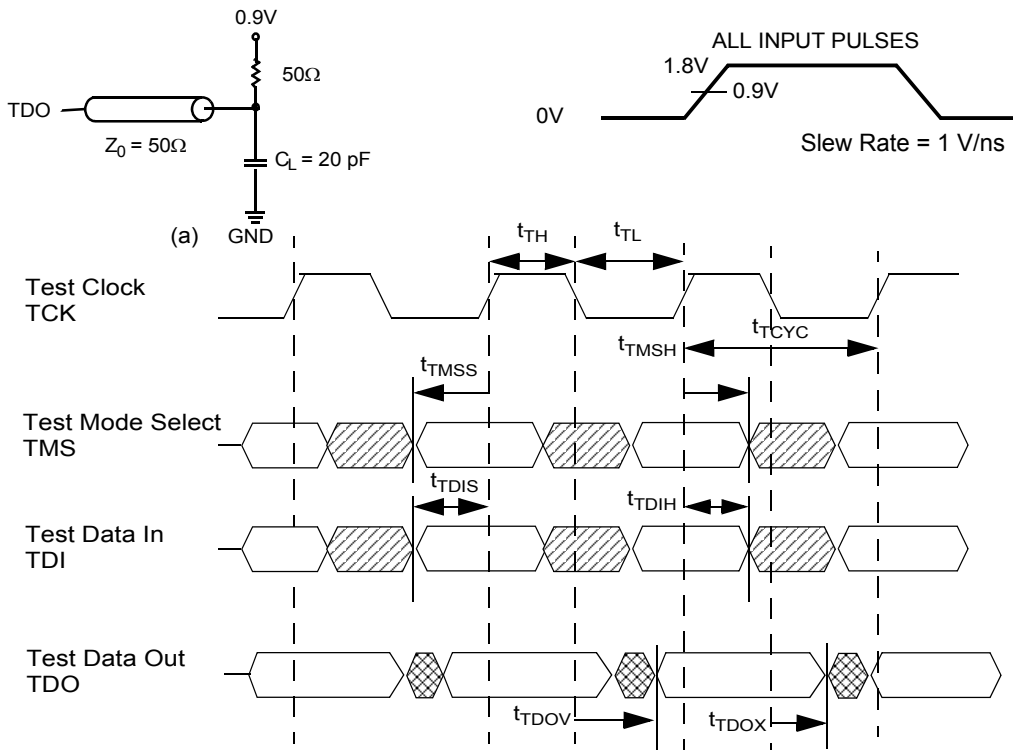 0.9V
50Ω
TDO
Z0 = 50Ω
CL = 20 pF
(a)
GND
ALL INPUT PULSES
1.8V
0.9V
0V
Slew Rate = 1 V/ns
tTH
tTL
Test Clock
TCK
tTCYC
tTMSH
tTMSS
Test Mode Select
TMS
tTDIS
tTDIH
Test Data In
TDI
Test Data Out
TDO
tTDOV
tTDOX